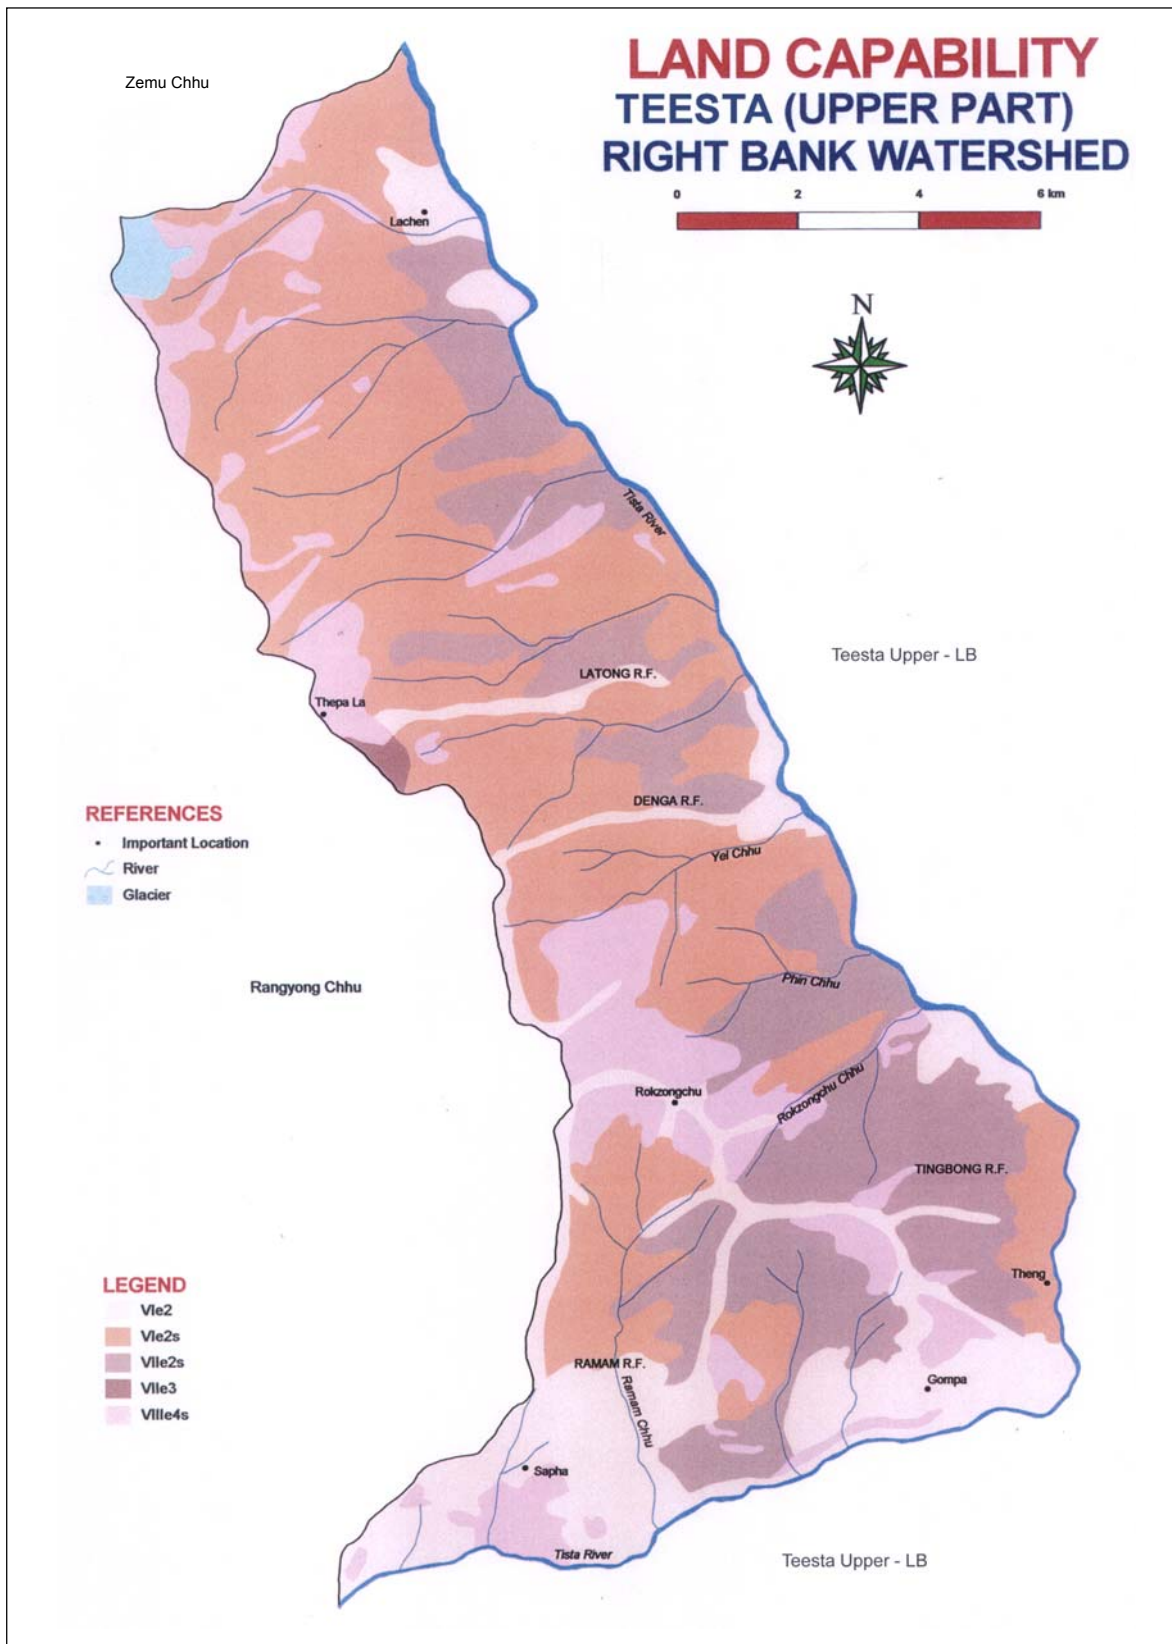 Zemu Chhu
LAND CAPABILITY
TEESTA (UPPER PART)
RIGHT BANK WATERSHED
0 2 4 6 km
Lachen
N
Tista River
Teesta Upper - LB
LATONG R.F.
Thepa La
DENGA R.F.
REFERENCES
Important Location
River
Glacier
Yel Chhu
Phin Chhu
Rangyong Chhu
Rokzongchu
Rokzongchu Chhu
TINGBONG R.F.
Theng
LEGEND
VIe2
VIe2s
VIIe2s
VIIe3
VIIIe4s
RAMAM R.F.
Ramam Chhu
Gompa
Sapha
Tista River
Teesta Upper - LB